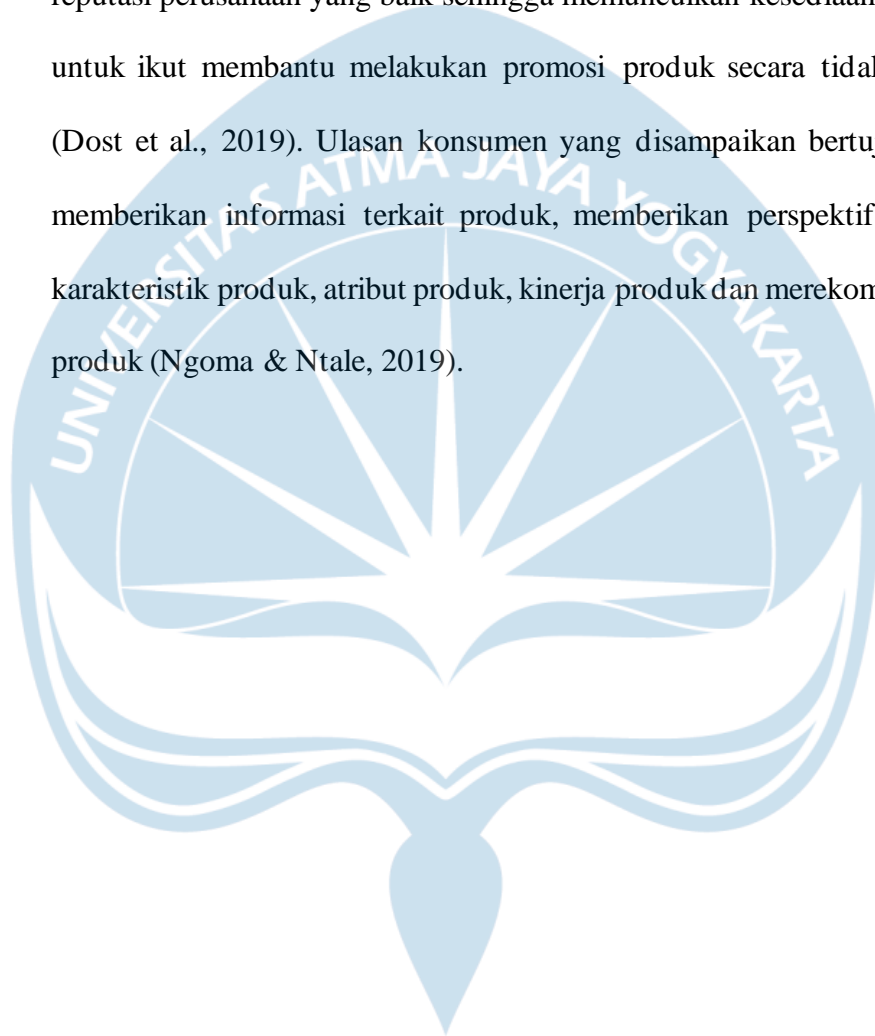 reputasi perusahaan yang baik sehingga memunculkan kesediaan
untuk ikut membantu melakukan promosi produk secara tidak
(Dost et al., 2019). Ulasan konsumen yang disampaikan
memberikan informasi terkait produk, memberikan perspektif
karakteristik produk, atribut produk, kinerja produk dan
produk (Ngoma & Ntale, 2019).
UNIVERSITAS ATMA JAYA YOGYAKARTA